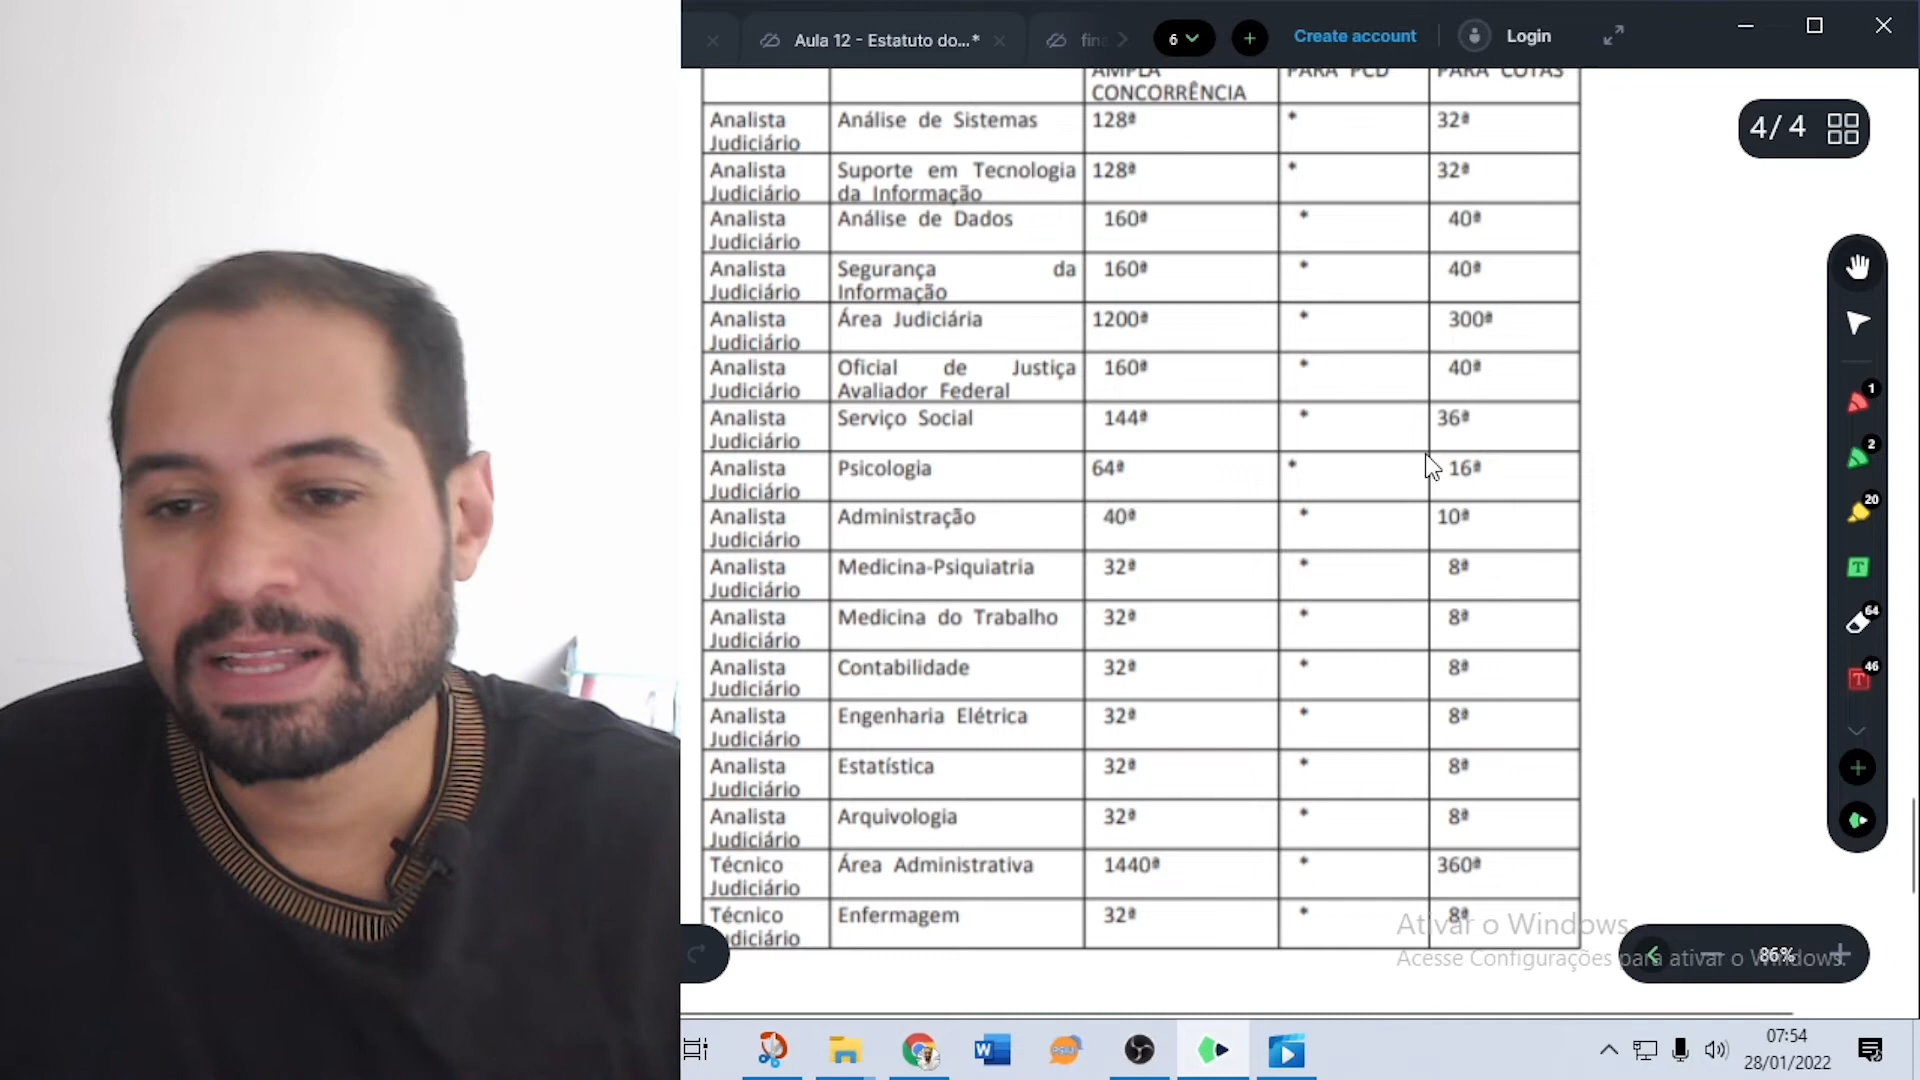 Aula 12 - Estatuto do...*
6
Create account
Login
AMPLA PARA PCD PARA COTAS
CONCORRÊNCIA
4/ 4
Analista Análise de Sistemas 128ª * 32ª
Judiciário
Analista Suporte em Tecnologia 128ª * 32ª
Judiciário da Informação
Analista Análise de Dados 160ª * 40ª
Judiciário
Analista Segurança da 160ª * 40ª
Judiciário Informação
Analista Área Judiciária 1200ª * 300ª
Judiciário
Analista Oficial de Justiça 160ª * 40ª
Judiciário Avaliador Federal
Analista Serviço Social 144ª * 36ª
Judiciário
Analista Psicologia 64ª * 16ª
Judiciário
Analista Administração 40ª * 10ª
Judiciário
Analista Medicina-Psiquiatria 32ª * 8ª
Judiciário
Analista Medicina do Trabalho 32ª * 8ª
Judiciário
Analista Contabilidade 32ª * 8ª
Judiciário
Analista Engenharia Elétrica 32ª * 8ª
Judiciário
Analista Estatística 32ª * 8ª
Judiciário
Analista Arquivologia 32ª * 8ª
Judiciário
Técnico Área Administrativa 1440ª * 360ª
Judiciário
Técnico Enfermagem 32ª * 8ª
diciário
1
2
20
64
46
Ativar o Windows
Acesse Configurações para ativar o Windows.
86%
07:54
28/01/2022